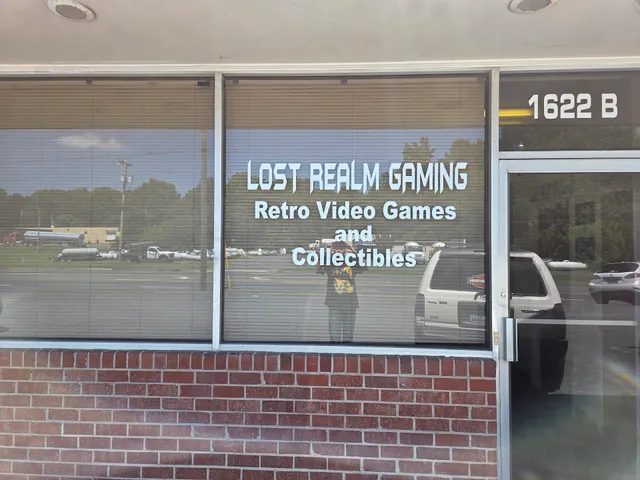 1622 B
LOST REALM GAMING
Retro Video Games
and
Collectibles